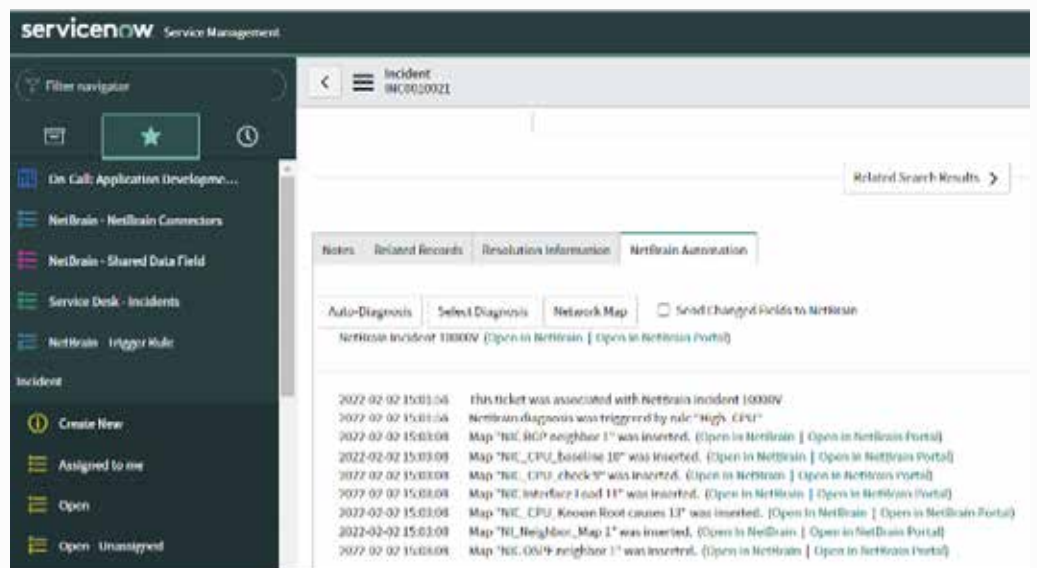 servicenow Service Management
Filter navigator
Incident
INC0010021
On-Call: Application Developme...
NetBrain - NetBrain Connectors
NetBrain - Shared Data Field
Service Desk - Incidents
NetBrain - Trigger Rule
Incident
Create New
Assigned to me
Open
Open - Unassigned
Related Search Results
Notes Related Records Resolution Information NetBrain Automation
Auto-Diagnosis Select Diagnosis Network Map Send Changed Fields to NetBrain
NetBrain Incident 10000V (Open in NetBrain | Open in NetBrain Portal)
2022-02-02 15:01:56 This ticket was associated with NetBrain incident 10000V
2022-02-02 15:01:56 NetBrain diagnosis was triggered by rule "High_CPU"
2022-02-02 15:03:08 Map "NIC BGP neighbor 1" was inserted. (Open in NetBrain | Open in NetBrain Portal)
2022-02-02 15:03:08 Map "NIC_CPU_baseline 10" was inserted. (Open in NetBrain | Open in NetBrain Portal)
2022-02-02 15:03:08 Map "NIC_CPU_check 9" was inserted. (Open in NetBrain | Open in NetBrain Portal)
2022-02-02 15:03:08 Map "NIC Interface Load 11" was inserted. (Open in NetBrain | Open in NetBrain Portal)
2022-02-02 15:03:08 Map "NIC_CPU_Known Root causes 13" was inserted. (Open in NetBrain | Open in NetBrain Portal)
2022-02-02 15:03:08 Map "NI_Neighbor_Map 1" was inserted. (Open in NetBrain | Open in NetBrain Portal)
2022-02-02 15:03:08 Map "NIC OSPF neighbor 1" was inserted. (Open in NetBrain | Open in NetBrain Portal)